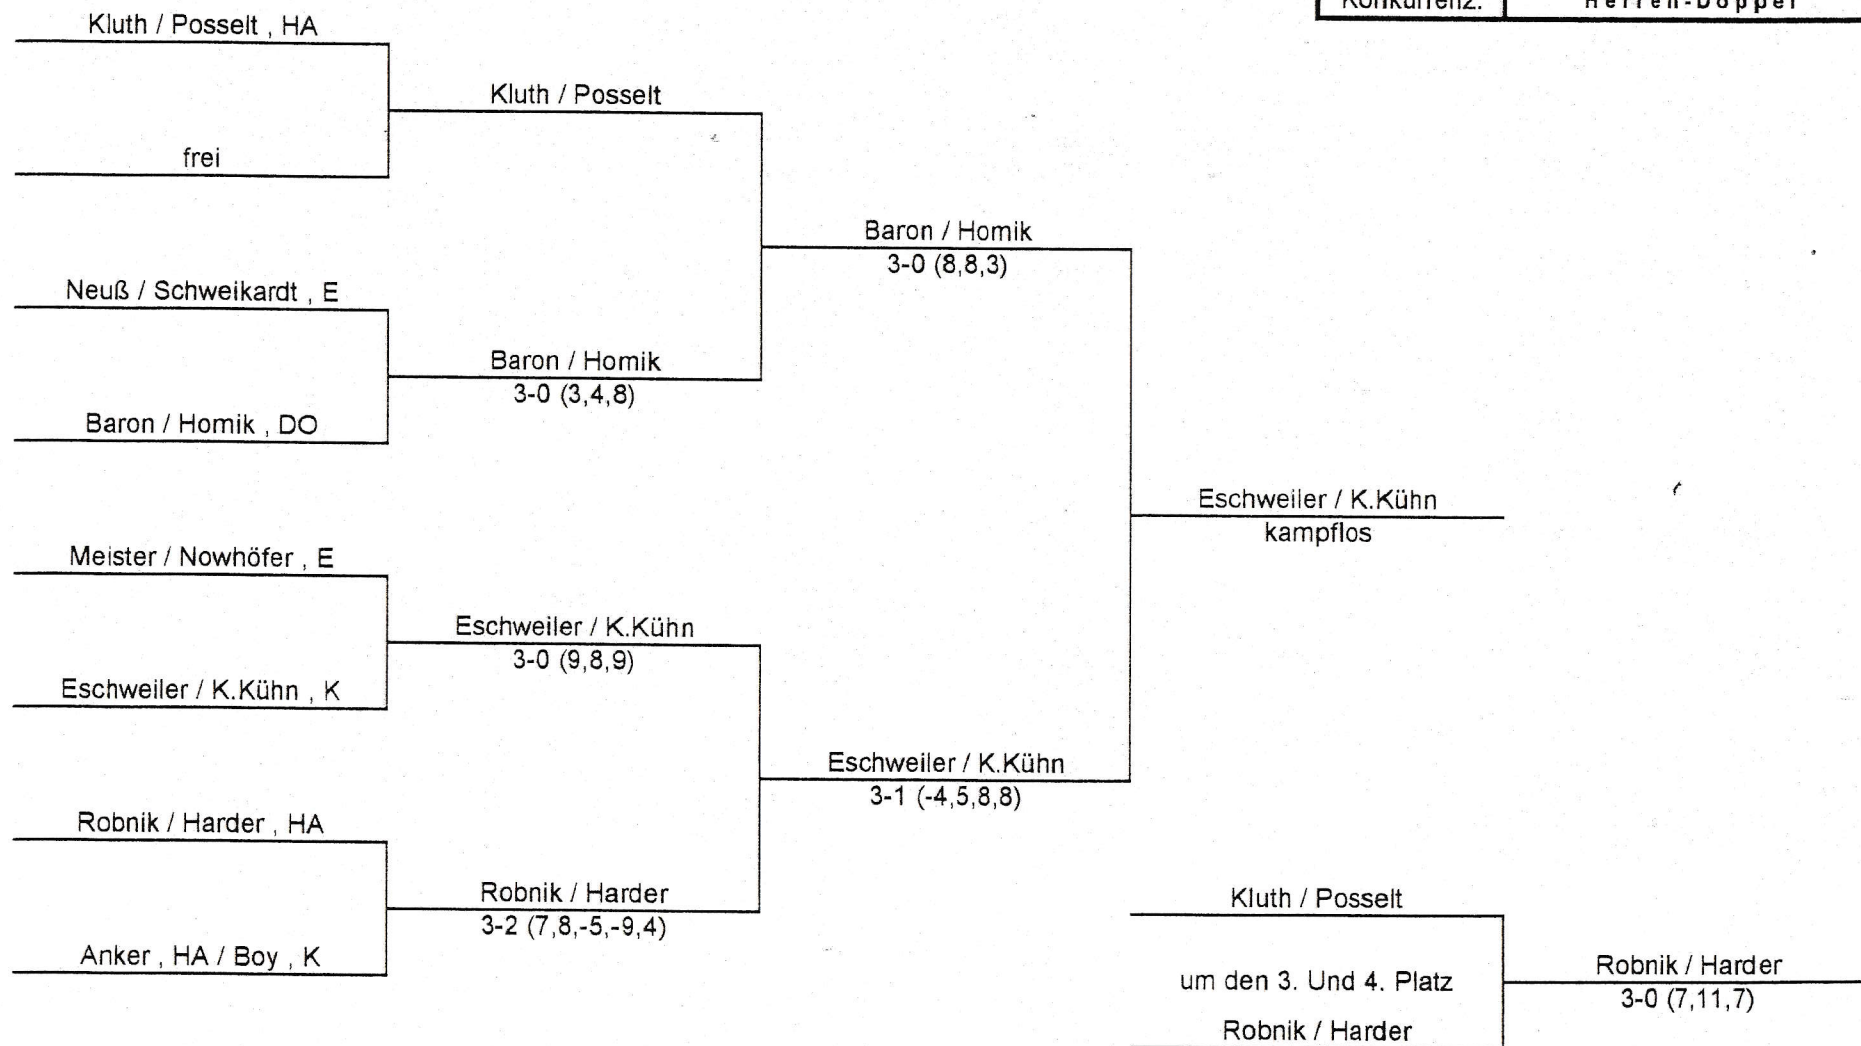 Konkurrenz: Herren-Doppel
Kluth / Posselt , HA
Kluth / Posselt
frei
Baron / Homik
3-0 (8,8,3)
Neuß / Schweikardt , E
Baron / Homik
3-0 (3,4,8)
Baron / Homik , DO
Eschweiler / K.Kühn
kampflos
Meister / Nowhöfer , E
Eschweiler / K.Kühn
3-0 (9,8,9)
Eschweiler / K.Kühn , K
Eschweiler / K.Kühn
3-1 (-4,5,8,8)
Robnik / Harder , HA
Robnik / Harder
3-2 (7,8,-5,-9,4)
Anker , HA / Boy , K
Kluth / Posselt
um den 3. Und 4. Platz
Robnik / Harder
Robnik / Harder
3-0 (7,11,7)